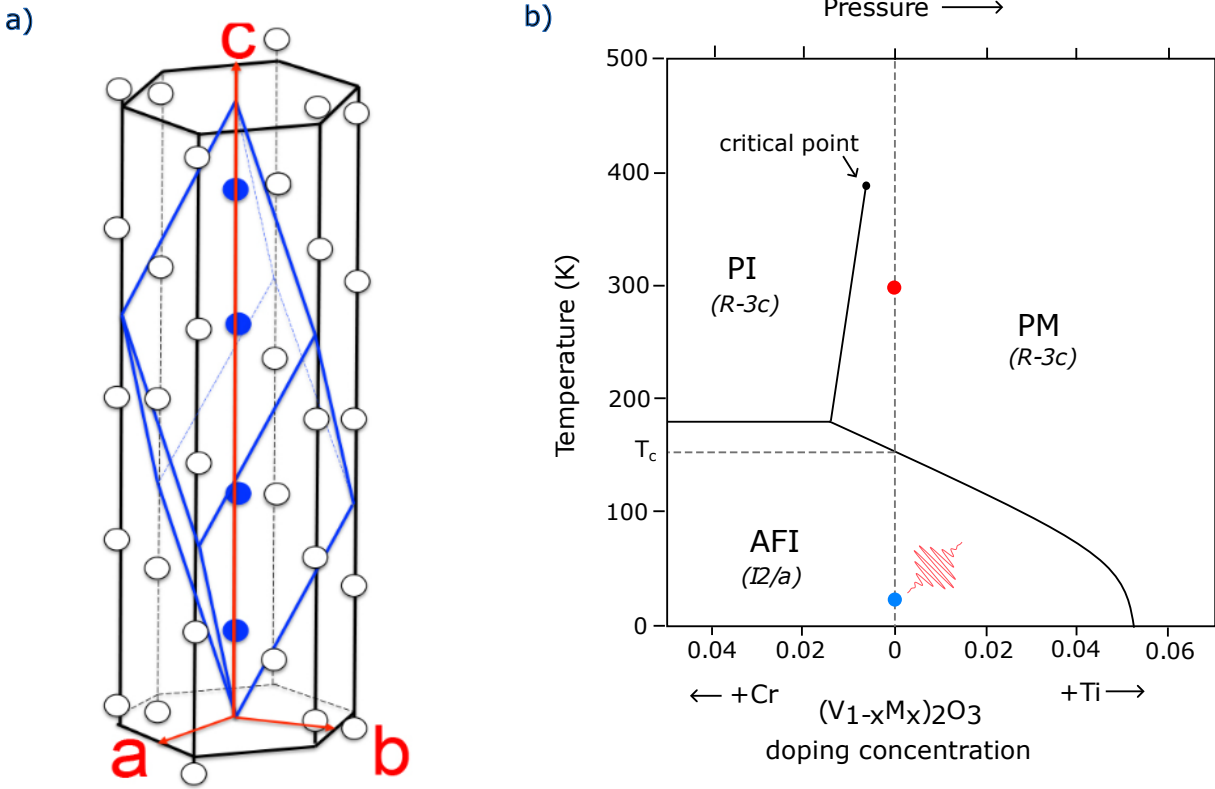 a)
c
a
b
b)
Pressure ⟶
500
400
300
200
T_c
100
0
Temperature (K)
critical point
PI
(R-3c)
PM
(R-3c)
AFI
(I2/a)
0.04 0.02 0 0.02 0.04 0.06
⟵ +Cr +Ti ⟶
(V₁₋ₓMₓ)2O3
doping concentration